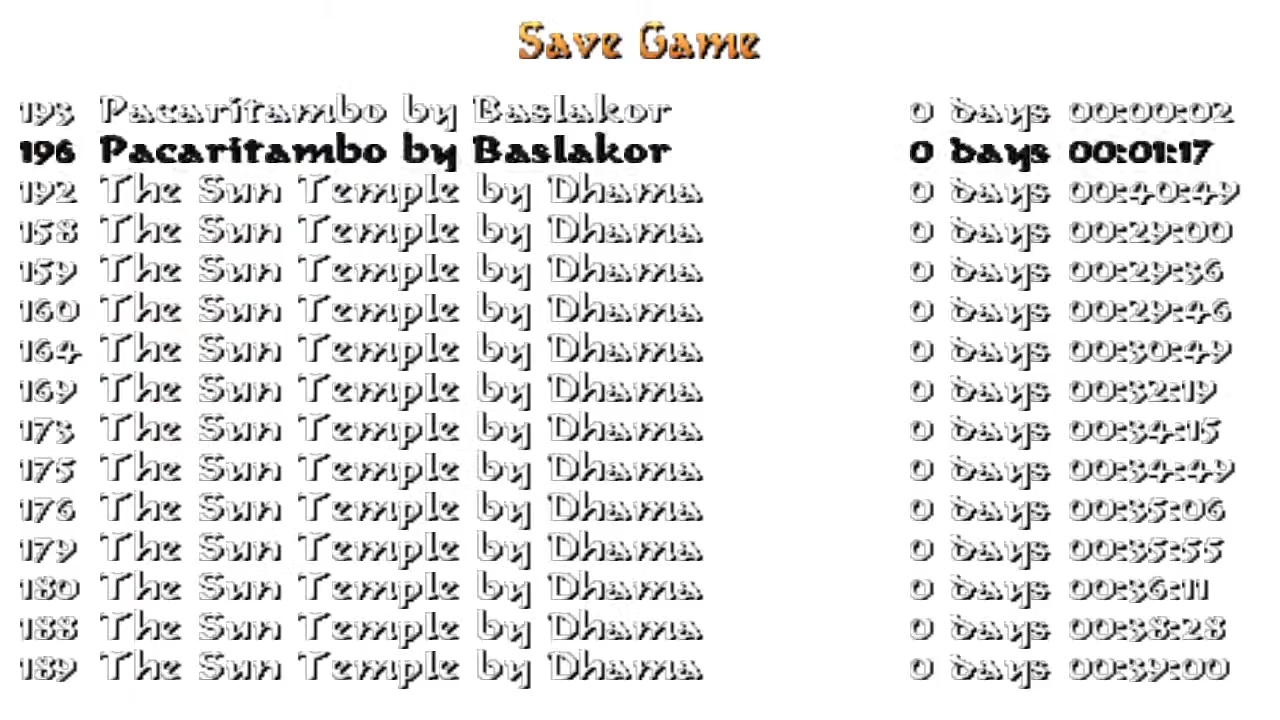 Save Game
193 Pacaritambo by Baslakor 0 days 00:00:02
196 Pacaritambo by Baslakor 0 days 00:01:17
192 The Sun Temple by Dhama 0 days 00:40:49
158 The Sun Temple by Dhama 0 days 00:29:00
159 The Sun Temple by Dhama 0 days 00:29:36
160 The Sun Temple by Dhama 0 days 00:29:46
164 The Sun Temple by Dhama 0 days 00:30:49
169 The Sun Temple by Dhama 0 days 00:32:19
173 The Sun Temple by Dhama 0 days 00:34:15
175 The Sun Temple by Dhama 0 days 00:34:49
176 The Sun Temple by Dhama 0 days 00:35:06
179 The Sun Temple by Dhama 0 days 00:35:55
180 The Sun Temple by Dhama 0 days 00:36:11
188 The Sun Temple by Dhama 0 days 00:38:28
189 The Sun Temple by Dhama 0 days 00:39:00